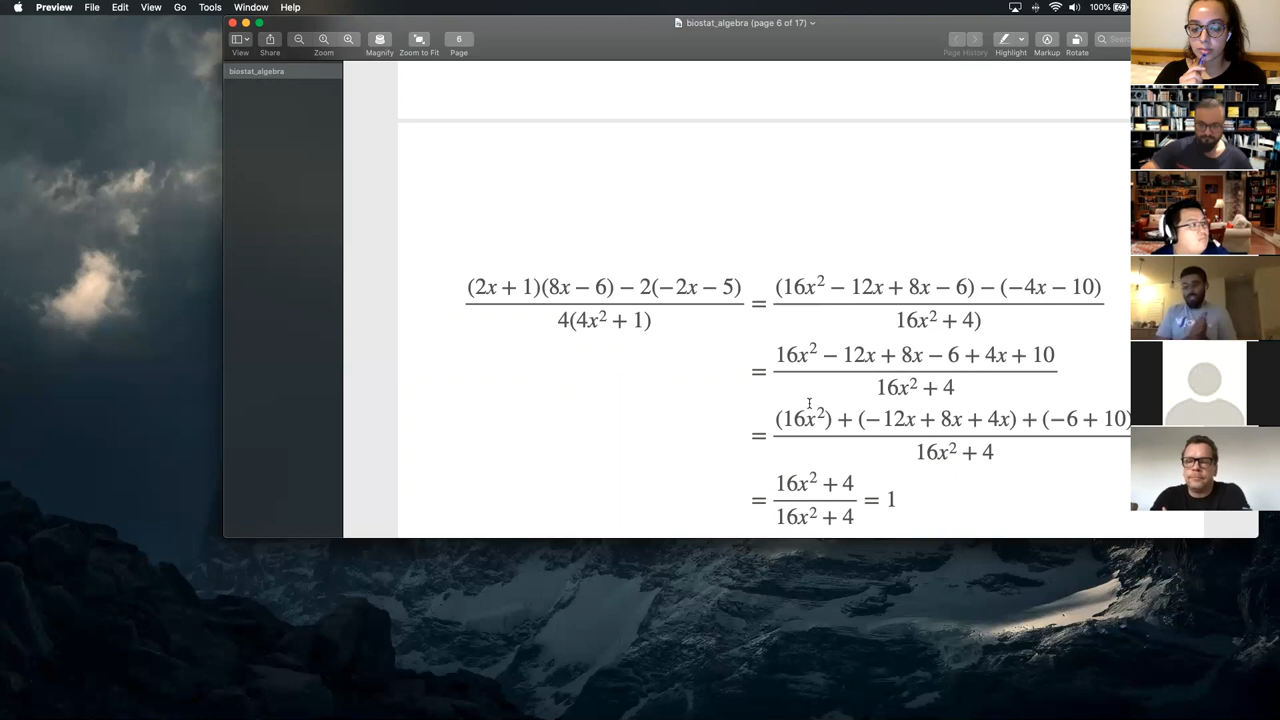 Preview File Edit View Go Tools Window Help 100%
biostat_algebra (page 6 of 17)
6
View Share Zoom Magnify Zoom to Fit Page Page History Highlight Markup Rotate
biostat_algebra
(2x + 1)(8x − 6) − 2(−2x − 5) / 4(4x² + 1) = (16x² − 12x + 8x − 6) − (−4x − 10) / 16x² + 4)
= 16x² − 12x + 8x − 6 + 4x + 10 / 16x² + 4
= (16x²) + (−12x + 8x + 4x) + (−6 + 10) / 16x² + 4
= 16x² + 4 / 16x² + 4 = 1